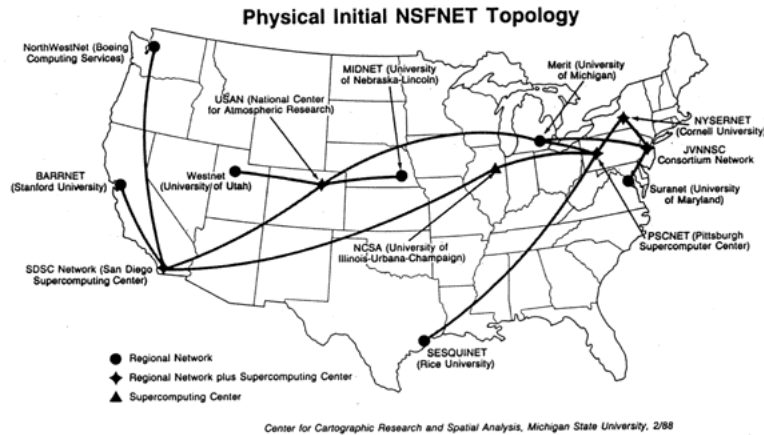 Physical Initial NSFNET Topology
NorthWestNet (Boeing
Computing Services)
MIDNET (University
of Nebraska-Lincoln)
Merit (University
of Michigan)
USAN (National Center
for Atmospheric Research)
NYSERNET
(Cornell University)
JVNNSC
Consortium Network
BARRNET
(Stanford University)
Westnet
(University of Utah)
Suranet (University
of Maryland)
NCSA (University of
Illinois-Urbana-Champaign)
PSCNET (Pittsburgh
Supercomputer Center)
SDSC Network (San Diego
Supercomputing Center)
SESQUINET
(Rice University)
Regional Network
Regional Network plus Supercomputing Center
Supercomputing Center
Center for Cartographic Research and Spatial Analysis, Michigan State University, 2/88